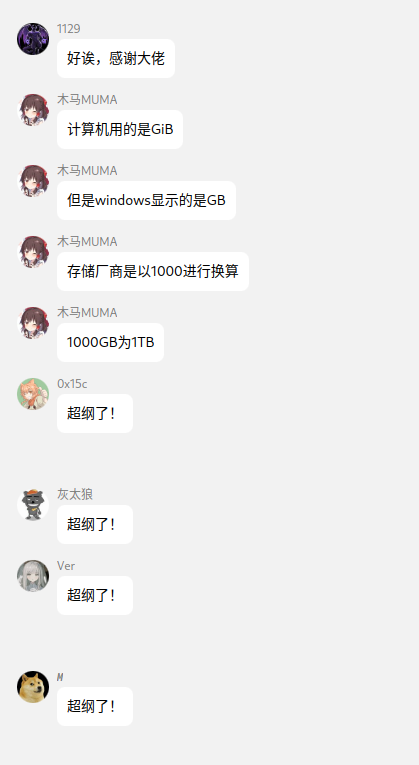 1129
好诶，感谢大佬
木马MUMA
计算机用的是GiB
木马MUMA
但是windows显示的是GB
木马MUMA
存储厂商是以1000进行换算
木马MUMA
1000GB为1TB
0x15c
超纲了！
灰太狼
超纲了！
Ver
超纲了！
M
超纲了！